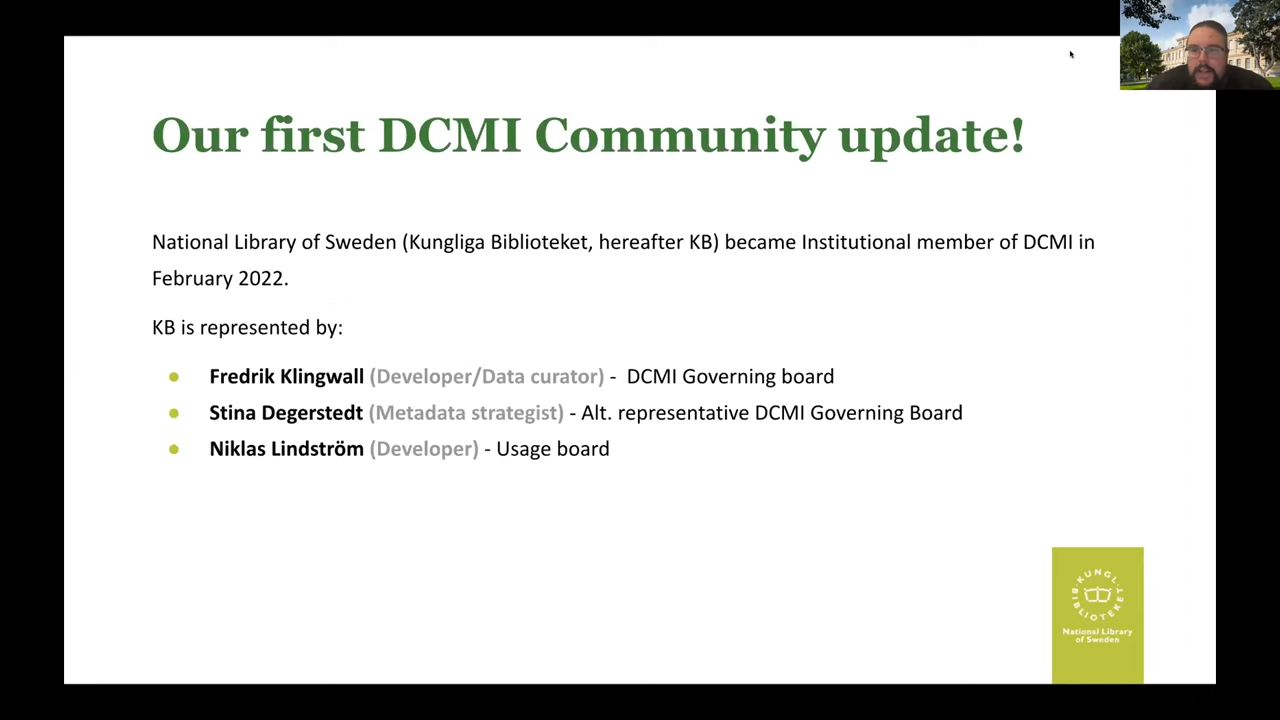 Our first DCMI Community update!
National Library of Sweden (Kungliga Biblioteket, hereafter KB) became Institutional member of DCMI in
February 2022.
KB is represented by:
● Fredrik Klingwall (Developer/Data curator) - DCMI Governing board
● Stina Degerstedt (Metadata strategist) - Alt. representative DCMI Governing Board
● Niklas Lindström (Developer) - Usage board
KUNGL·
BIBLIOTEKET·
National Library
of Sweden